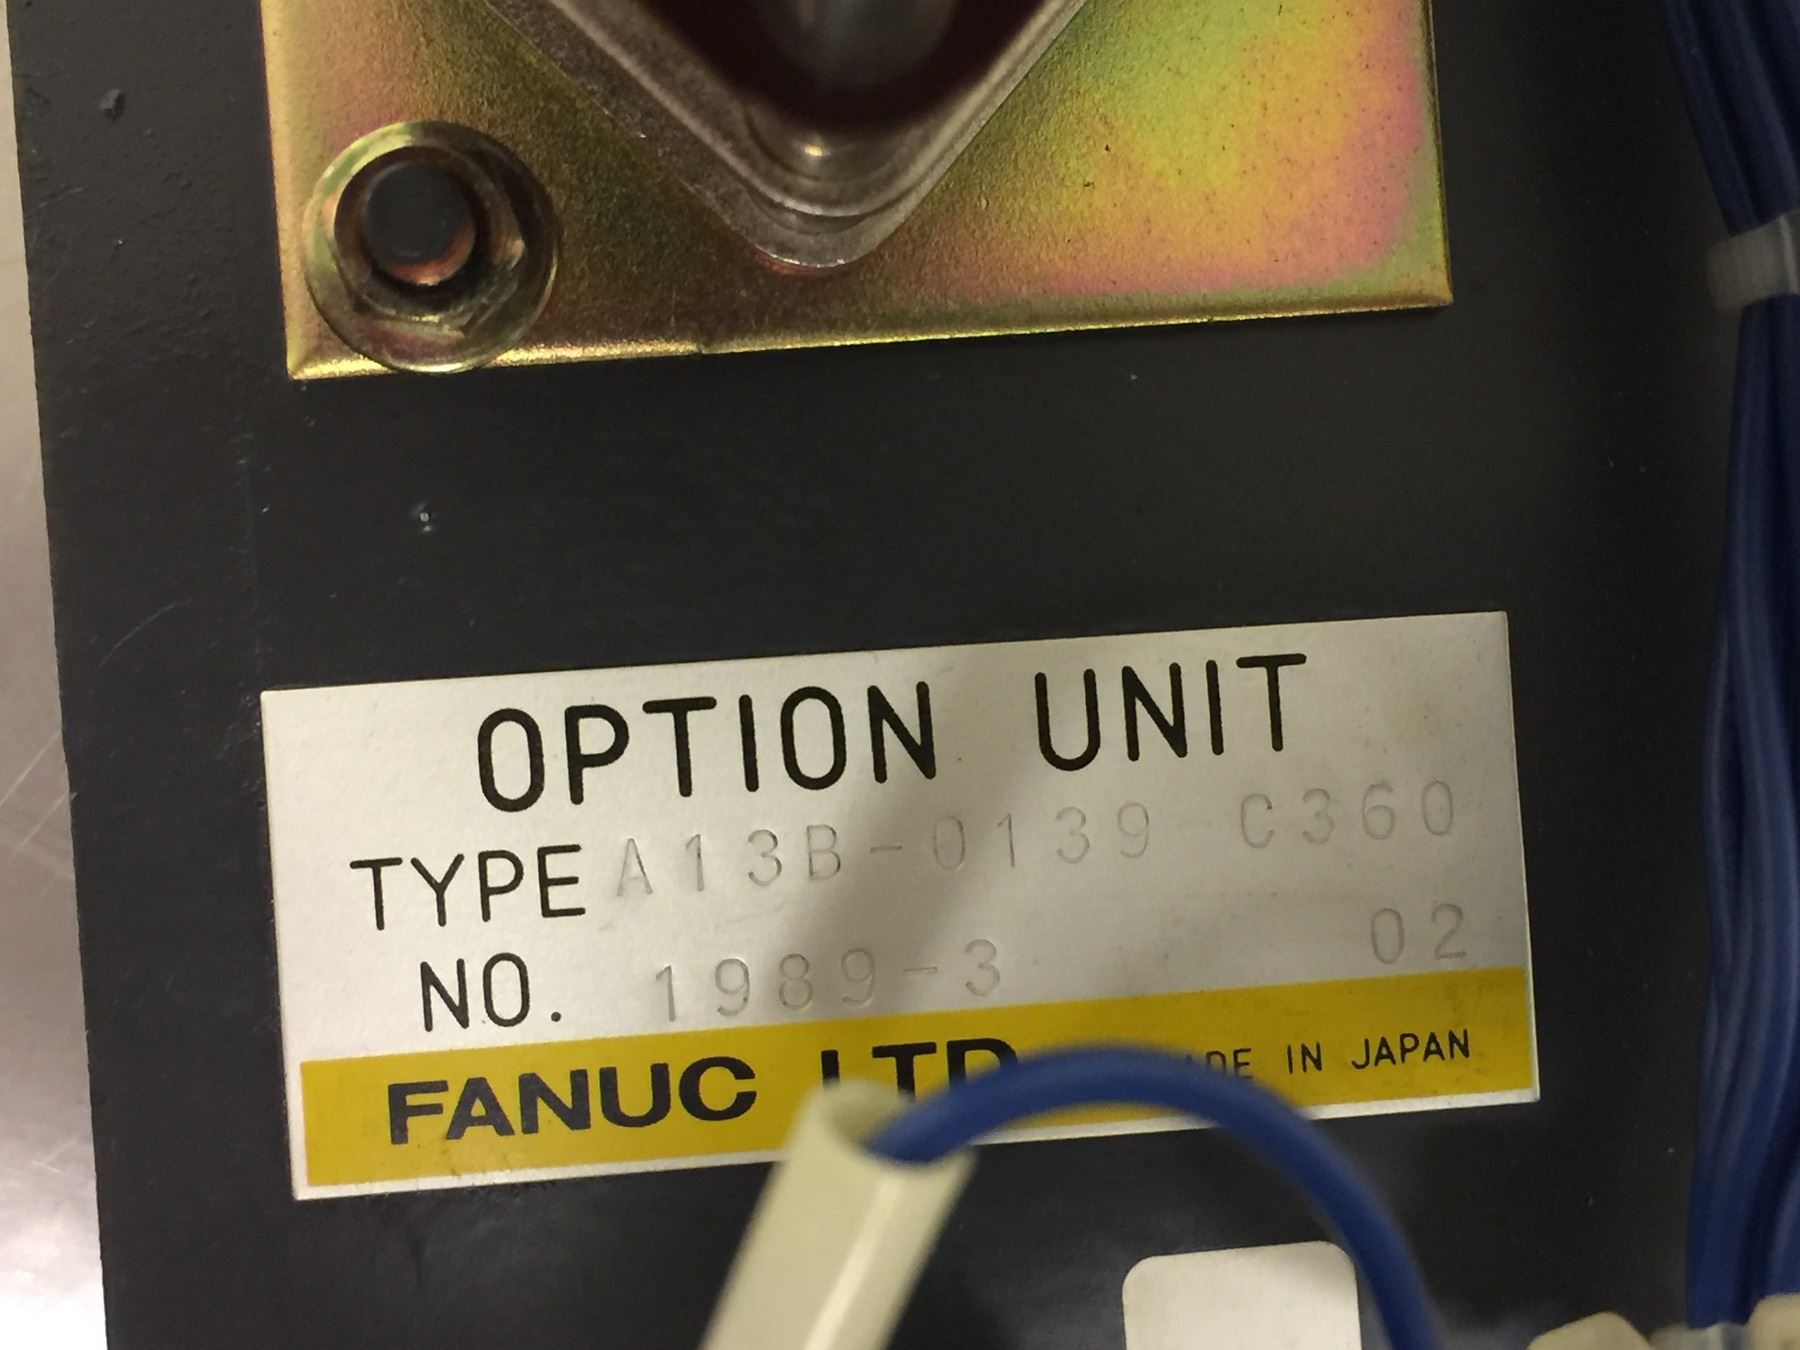 OPTION UNIT
TYPE A13B-0139-C360
02
NO. 1989-3
FANUC LTD IN JAPAN